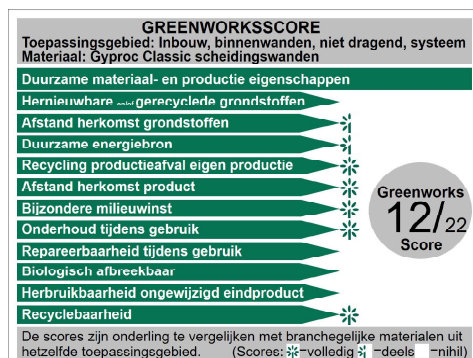 GREENWORKSSCORE
Toepassingsgebied: Inbouw, binnenwanden, niet dragend, systeem
Materiaal: Gyproc Classic scheidingswanden
Duurzame materiaal- en productie eigenschappen
Hernieuwbare en/of gerecyclede grondstoffen
Afstand herkomst grondstoffen
Duurzame energiebron
Recycling productieafval eigen productie
Afstand herkomst product
Bijzondere milieuwinst
Onderhoud tijdens gebruik
Repareerbaarheid tijdens gebruik
Biologisch afbreekbaar
Herbruikbaarheid ongewijzigd eindproduct
Recyclebaarheid
Greenworks
12/22
Score
De scores zijn onderling te vergelijken met branchegelijke materialen uit
hetzelfde toepassingsgebied. (Scores: =volledig =deels =nihil)